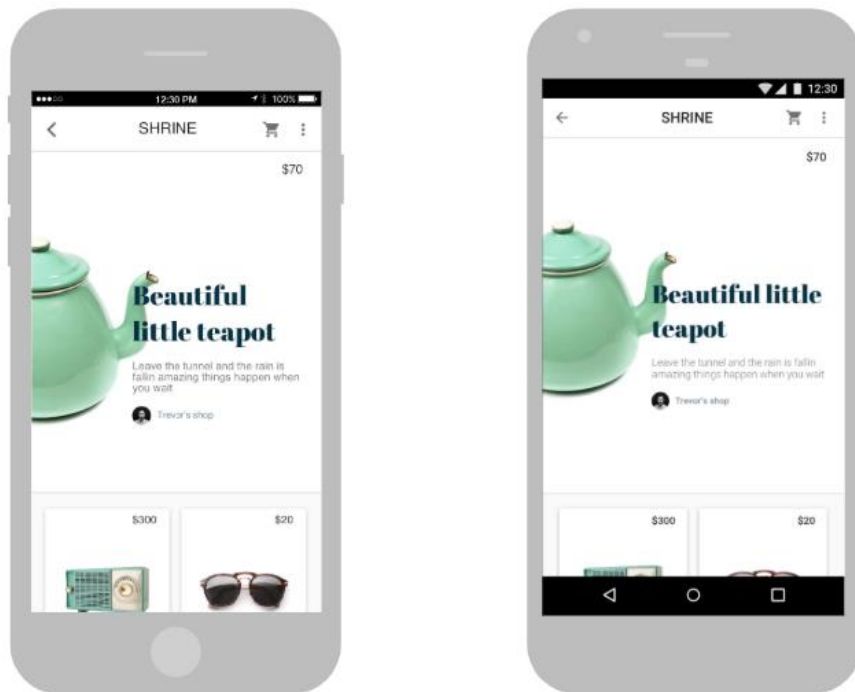 12:30 PM
100%
SHRINE
$70
Beautiful
little teapot
Leave the tunnel and the rain is
fallin amazing things happen when
you wait
Trevor's shop
$300
$20
12:30
SHRINE
$70
Beautiful little
teapot
Leave the tunnel and the rain is fallin
amazing things happen when you wait
Trevor's shop
$300
$20